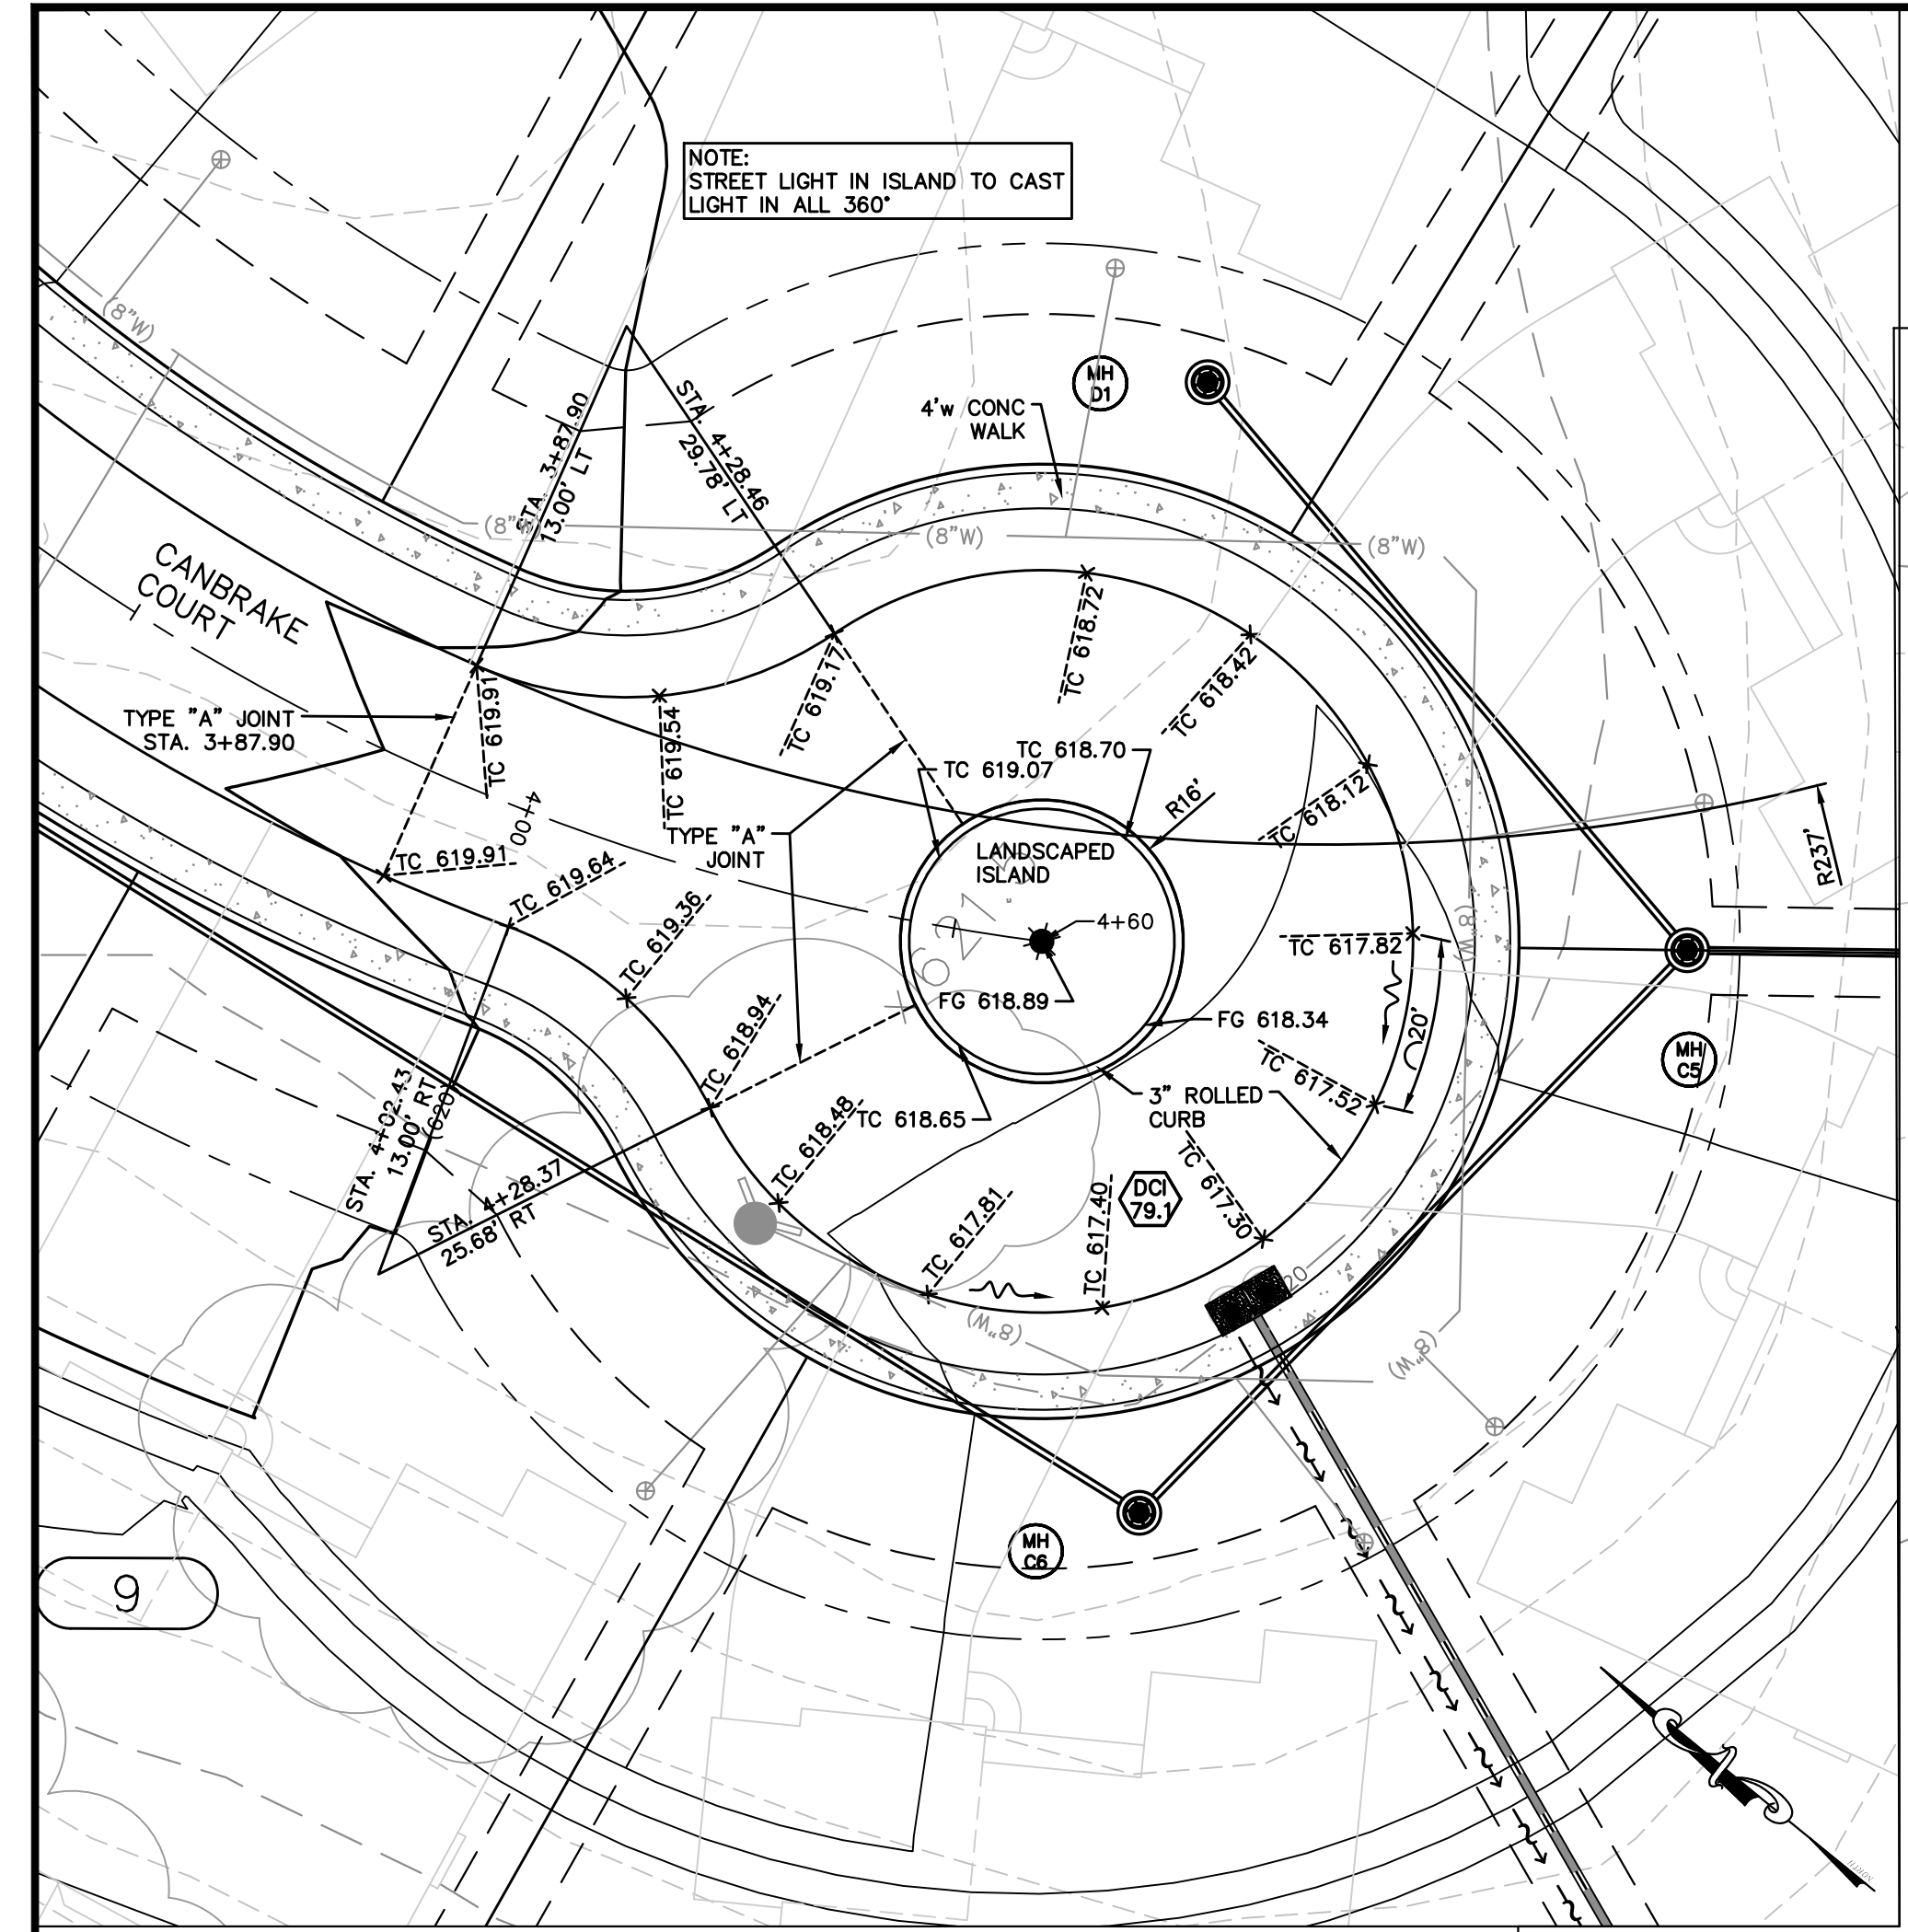 NOTE:
STREET LIGHT IN ISLAND TO CAST
LIGHT IN ALL 360°
(8"W)
STA. 3+87.90
13.00' LT
STA. 4+28.46
29.78' LT
MH
D1
4'w CONC
WALK
(8"W)
(8"W)
(8"W)
CANBRAKE
COURT
TYPE "A" JOINT
STA. 3+87.90
TC 619.91
TC 619.54
TC 619.17
TC 618.72
TC 618.42
TC 618.12
TC 618.70
TC 619.07
R16'
R237'
4+00
TYPE "A"
JOINT
TC 619.91
TC 619.64
TC 619.36
TC 618.94
LANDSCAPED
ISLAND
4+60
FG 618.89
TC 617.82
(8"W)
FG 618.34
20'
TC 617.52
3" ROLLED
CURB
TC 618.65
TC 618.48
MH
C5
STA. 4+02.43
13.00' RT
(620)
STA. 4+28.37
25.68' RT
TC 617.81
TC 617.40
DCI
79.1
TC 617.30
20
(8"W)
(8"W)
MH
C6
9
NORTH